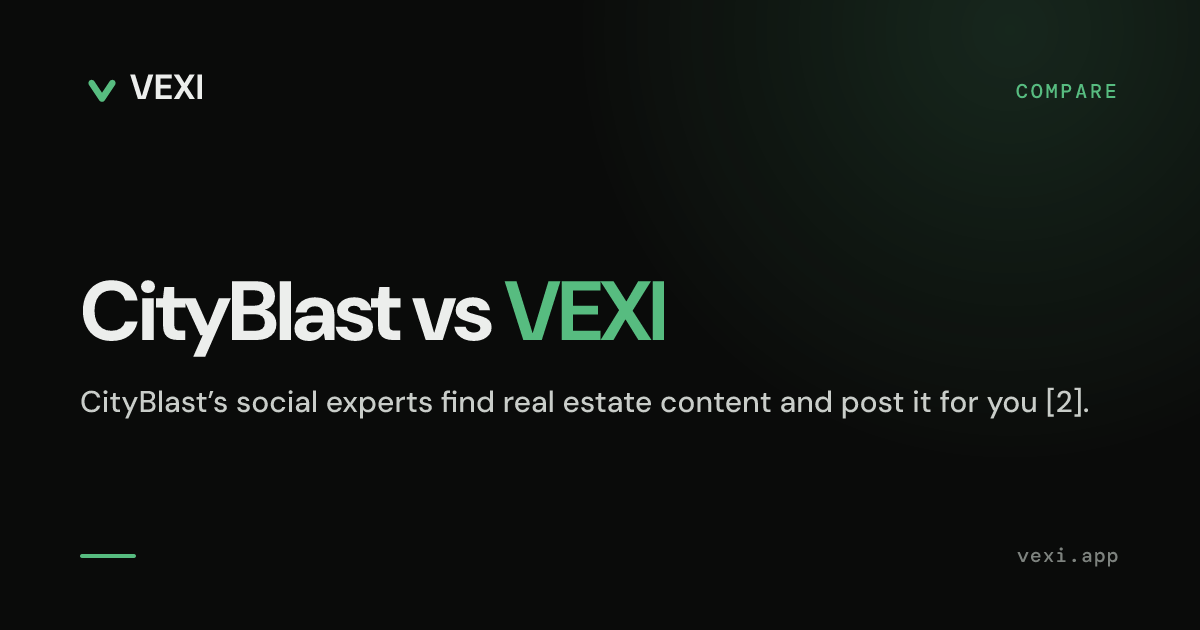 VEXI
COMPARE
CityBlast vs VEXI
CityBlast’s social experts find real estate content and post it for you [2].
vexi.app